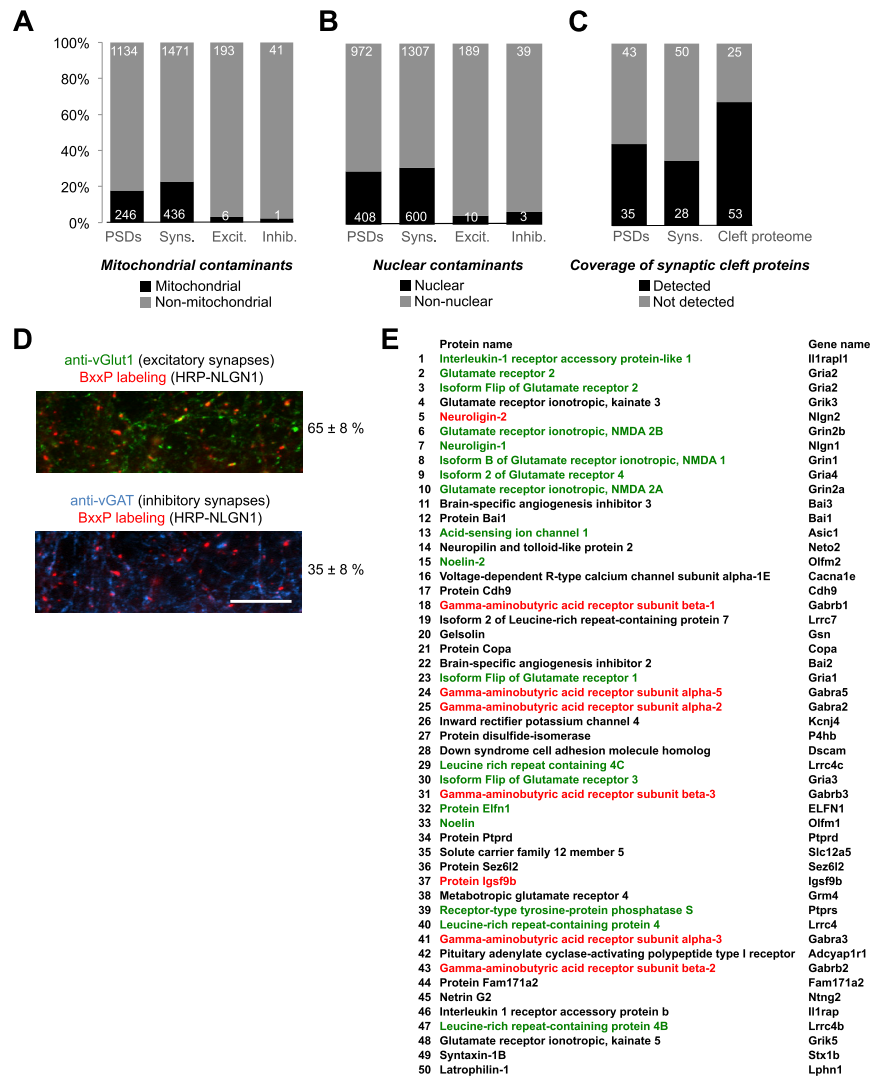 A
100%
80%
60%
40%
20%
0%
1134 1471 193 41
246 436 6 1
PSDs Syns. Excit. Inhib.
Mitochondrial contaminants
Mitochondrial
Non-mitochondrial
B
972 1307 189 39
408 600 10 3
PSDs Syns. Excit. Inhib.
Nuclear contaminants
Nuclear
Non-nuclear
C
43 50 25
35 28 53
PSDs Syns. Cleft proteome
Coverage of synaptic cleft proteins
Detected
Not detected
D
anti-vGlut1 (excitatory synapses)
BxxP labeling (HRP-NLGN1)
65 ± 8 %
anti-vGAT (inhibitory synapses)
BxxP labeling (HRP-NLGN1)
35 ± 8 %
E
Protein name Gene name
1 Interleukin-1 receptor accessory protein-like 1 Il1rapl1
2 Glutamate receptor 2 Gria2
3 Isoform Flip of Glutamate receptor 2 Gria2
4 Glutamate receptor ionotropic, kainate 3 Grik3
5 Neuroligin-2 Nlgn2
6 Glutamate receptor ionotropic, NMDA 2B Grin2b
7 Neuroligin-1 Nlgn1
8 Isoform B of Glutamate receptor ionotropic, NMDA 1 Grin1
9 Isoform 2 of Glutamate receptor 4 Gria4
10 Glutamate receptor ionotropic, NMDA 2A Grin2a
11 Brain-specific angiogenesis inhibitor 3 Bai3
12 Protein Bai1 Bai1
13 Acid-sensing ion channel 1 Asic1
14 Neuropilin and tolloid-like protein 2 Neto2
15 Noelin-2 Olfm2
16 Voltage-dependent R-type calcium channel subunit alpha-1E Cacna1e
17 Protein Cdh9 Cdh9
18 Gamma-aminobutyric acid receptor subunit beta-1 Gabrb1
19 Isoform 2 of Leucine-rich repeat-containing protein 7 Lrrc7
20 Gelsolin Gsn
21 Protein Copa Copa
22 Brain-specific angiogenesis inhibitor 2 Bai2
23 Isoform Flip of Glutamate receptor 1 Gria1
24 Gamma-aminobutyric acid receptor subunit alpha-5 Gabra5
25 Gamma-aminobutyric acid receptor subunit alpha-2 Gabra2
26 Inward rectifier potassium channel 4 Kcnj4
27 Protein disulfide-isomerase P4hb
28 Down syndrome cell adhesion molecule homolog Dscam
29 Leucine rich repeat containing 4C Lrrc4c
30 Isoform Flip of Glutamate receptor 3 Gria3
31 Gamma-aminobutyric acid receptor subunit beta-3 Gabrb3
32 Protein Elfn1 ELFN1
33 Noelin Olfm1
34 Protein Ptprd Ptprd
35 Solute carrier family 12 member 5 Slc12a5
36 Protein Sez6l2 Sez6l2
37 Protein Igsf9b Igsf9b
38 Metabotropic glutamate receptor 4 Grm4
39 Receptor-type tyrosine-protein phosphatase S Ptprs
40 Leucine-rich repeat-containing protein 4 Lrrc4
41 Gamma-aminobutyric acid receptor subunit alpha-3 Gabra3
42 Pituitary adenylate cyclase-activating polypeptide type I receptor Adcyap1r1
43 Gamma-aminobutyric acid receptor subunit beta-2 Gabrb2
44 Protein Fam171a2 Fam171a2
45 Netrin G2 Ntng2
46 Interleukin 1 receptor accessory protein b Il1rap
47 Leucine-rich repeat-containing protein 4B Lrrc4b
48 Glutamate receptor ionotropic, kainate 5 Grik5
49 Syntaxin-1B Stx1b
50 Latrophilin-1 Lphn1